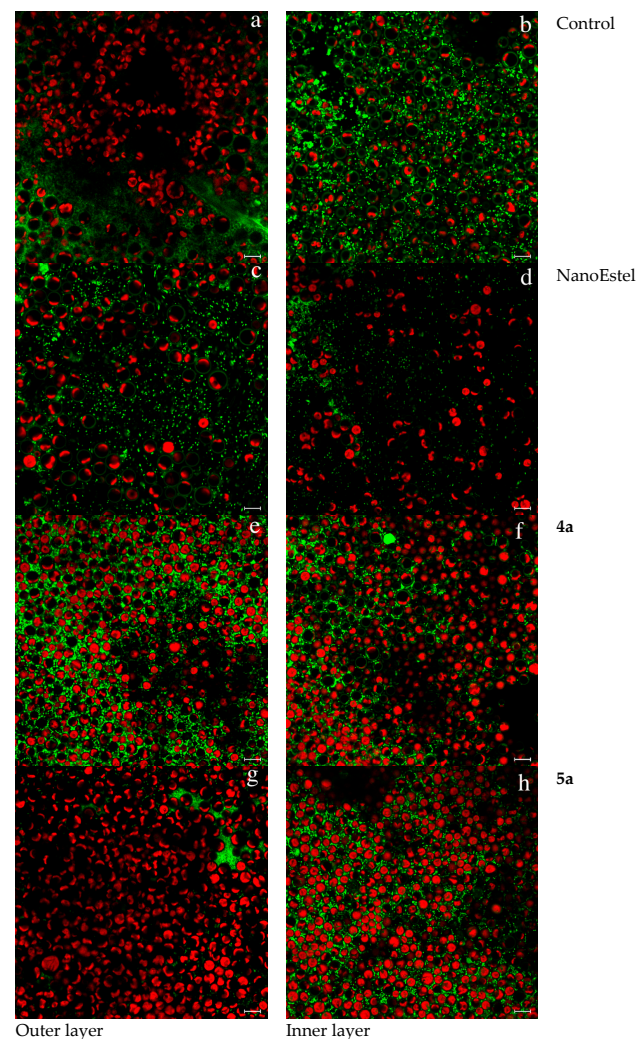 a
b
Control
c
d
NanoEstel
e
f
4a
g
h
5a
Outer layer
Inner layer